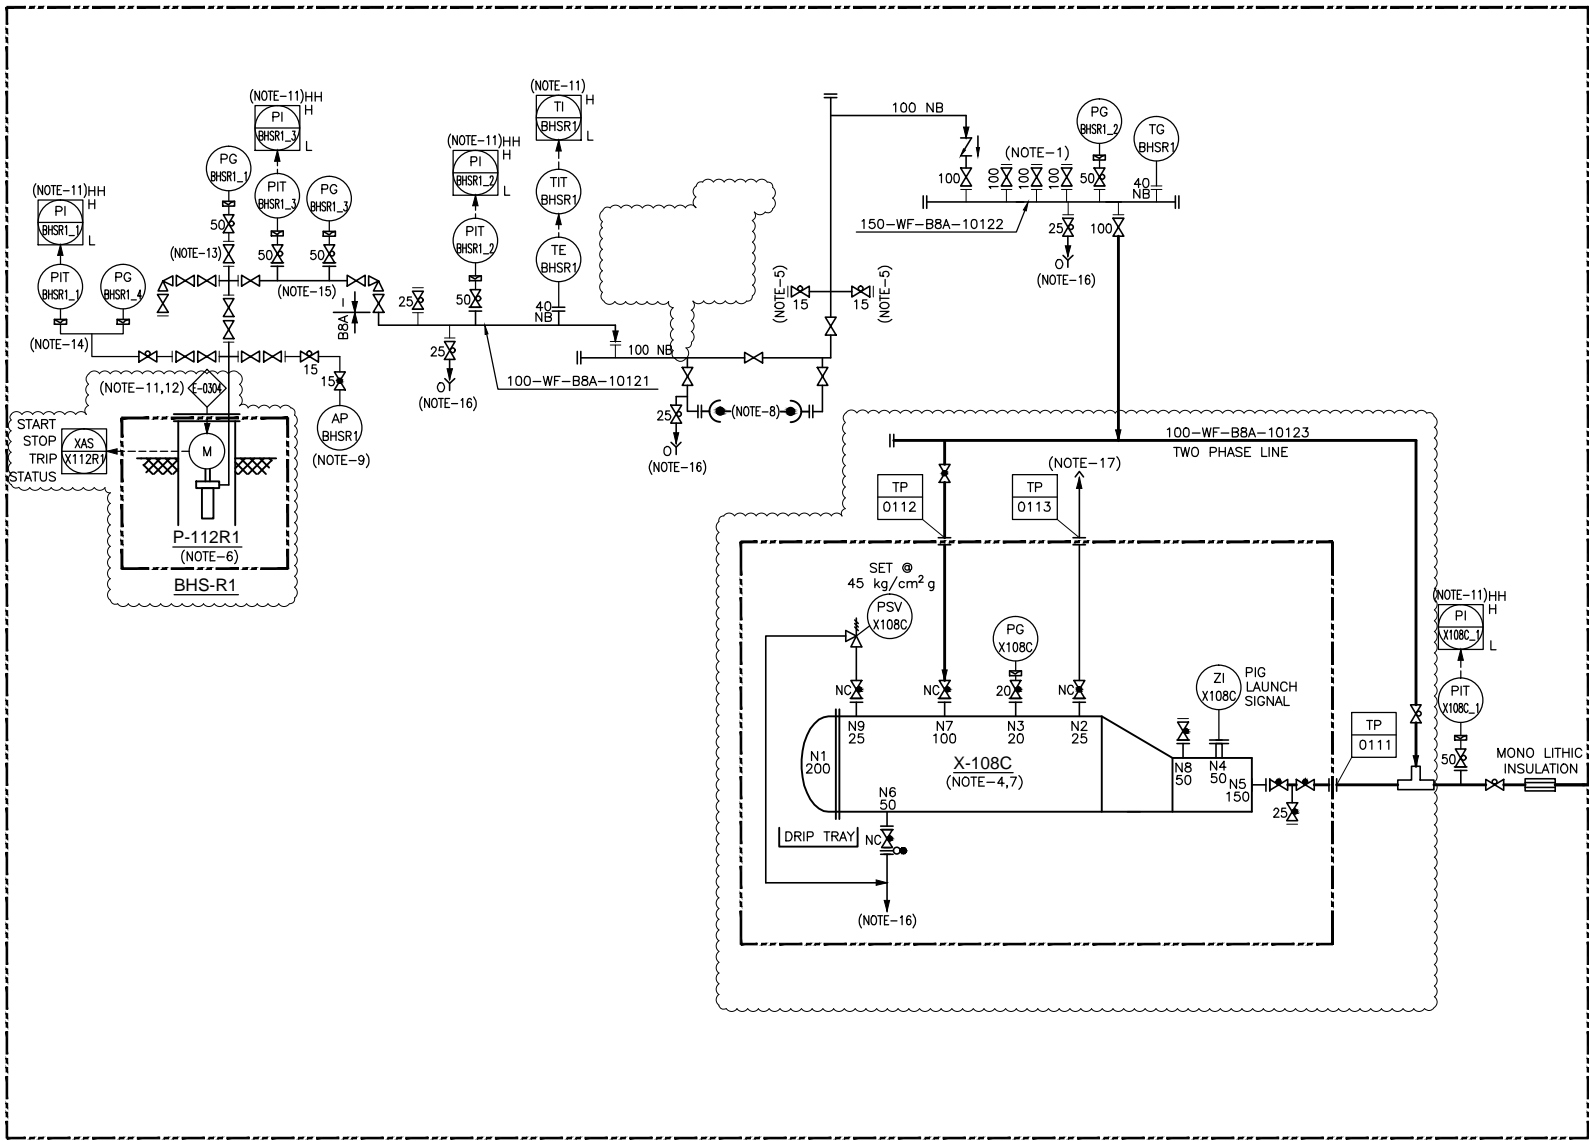 (NOTE-11)HH
H
PI
BHSR1_1
L
PIT
BHSR1_1
PG
BHSR1_4
(NOTE-14)
PG
BHSR1_1
50
(NOTE-13)
(NOTE-11)HH
H
PI
BHSR1_3
L
PIT
BHSR1_3
50
PG
BHSR1_3
50
(NOTE-15)
B8A
I
15
15
AP
BHSR1
(NOTE-9)
(NOTE-11,12)
E-0304
START
STOP
TRIP
STATUS
XAS
X112R1
M
P-112R1
(NOTE-6)
BHS-R1
25
25
O
(NOTE-16)
(NOTE-11)HH
H
PI
BHSR1_2
L
PIT
BHSR1_2
50
(NOTE-11)
H
TI
BHSR1
L
TIT
BHSR1
TE
BHSR1
40
NB
100-WF-B8A-10121
100 NB
25
O
(NOTE-16)
(NOTE-8)
(NOTE-5)
15
15
(NOTE-5)
100 NB
100
(NOTE-1)
100
100
100
PG
BHSR1_2
50
TG
BHSR1
40
NB
150-WF-B8A-10122
25
O
(NOTE-16)
100
100-WF-B8A-10123
TWO PHASE LINE
TP
0112
TP
0113
(NOTE-17)
SET @
45 kg/cm2 g
PSV
X108C
PG
X108C
NC
NC
20
NC
ZI
X108C
PIG
LAUNCH
SIGNAL
N9
25
N7
100
N3
20
N2
25
N1
200
X-108C
(NOTE-4,7)
N8
50
N4
50
N5
150
N6
50
DRIP TRAY
NC
(NOTE-16)
25
TP
0111
(NOTE-11)HH
H
PI
X108C_1
L
PIT
X108C_1
50
MONO LITHIC
INSULATION